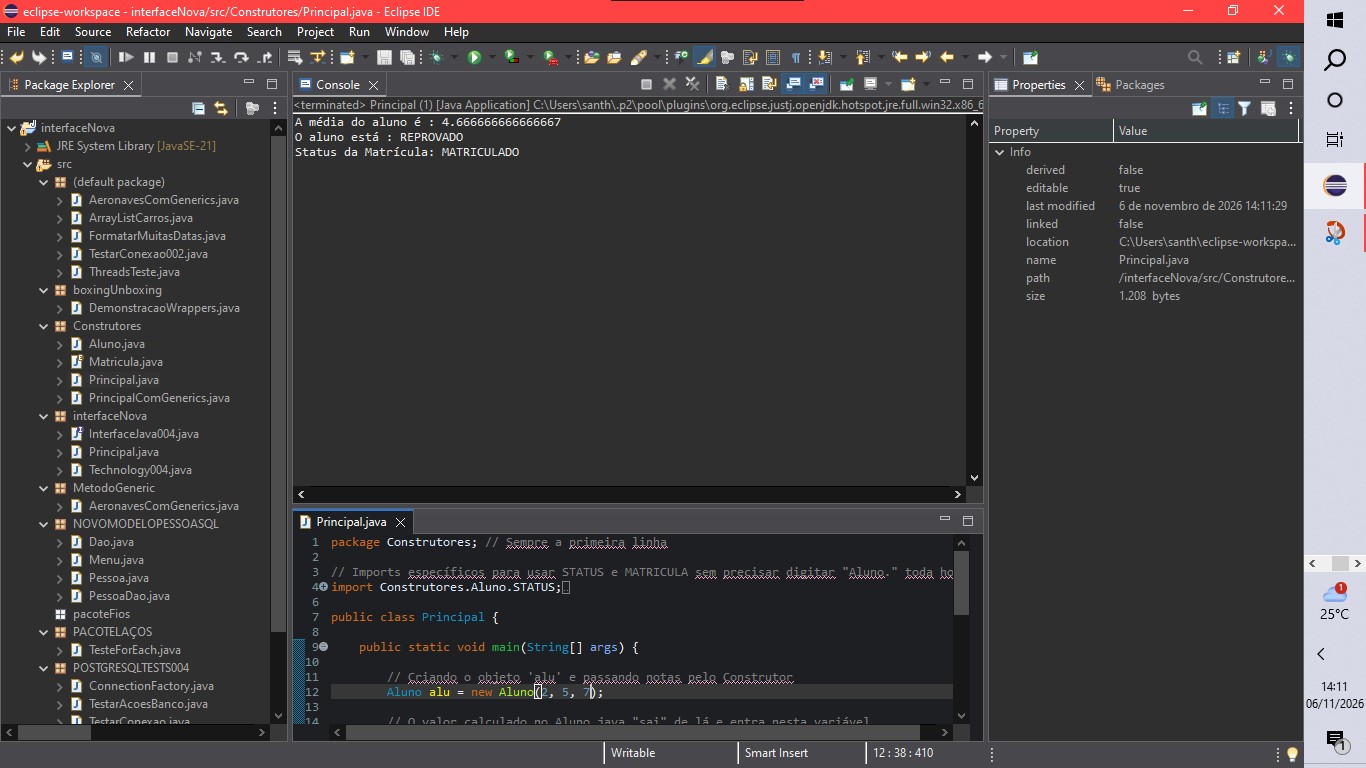 eclipse-workspace - interfaceNova/src/Construtores/Principal.java - Eclipse IDE
File Edit Source Refactor Navigate Search Project Run Window Help
Package Explorer
interfaceNova
JRE System Library [JavaSE-21]
src
(default package)
AeronavesComGenerics.java
ArrayListCarros.java
FormatarMuitasDatas.java
TestarConexao002.java
ThreadsTeste.java
boxingUnboxing
DemonstracaoWrappers.java
Construtores
Aluno.java
Matricula.java
Principal.java
PrincipalComGenerics.java
interfaceNova
InterfaceJava004.java
Principal.java
Technology004.java
MetodoGeneric
AeronavesComGenerics.java
NOVOMODELOPESSOASQL
Dao.java
Menu.java
Pessoa.java
PessoaDao.java
pacoteFios
PACOTELAÇOS
TesteForEach.java
POSTGRESQLTESTS004
ConnectionFactory.java
TestarAcoesBanco.java
TestarConexao.java
Console
<terminated> Principal (1) [Java Application] C:\Users\santh\.p2\pool\plugins\org.eclipse.justj.openjdk.hotspot.jre.full.win32.x86_6
A média do aluno é : 4.666666666666667
O aluno está : REPROVADO
Status da Matrícula: MATRICULADO
Principal.java
1 package Construtores; // Sempre a primeira linha
2
3 // Imports específicos para usar STATUS e MATRICULA sem precisar digitar "Aluno." toda ho
4 import Construtores.Aluno.STATUS;
6
7 public class Principal {
8
9 public static void main(String[] args) {
10
11 // Criando o objeto 'alu' e passando notas pelo Construtor
12 Aluno alu = new Aluno(2, 5, 7);
13
14 // O valor calculado no Aluno.java "sai" de lá e entra nesta variável
Properties Packages
Property Value
Info
derived false
editable true
last modified 6 de novembro de 2026 14:11:29
linked false
location C:\Users\santh\eclipse-workspa...
name Principal.java
path /interfaceNova/src/Construtore...
size 1.208 bytes
Writable Smart Insert 12 : 38 : 410
1
25°C
14:11
06/11/2026
1